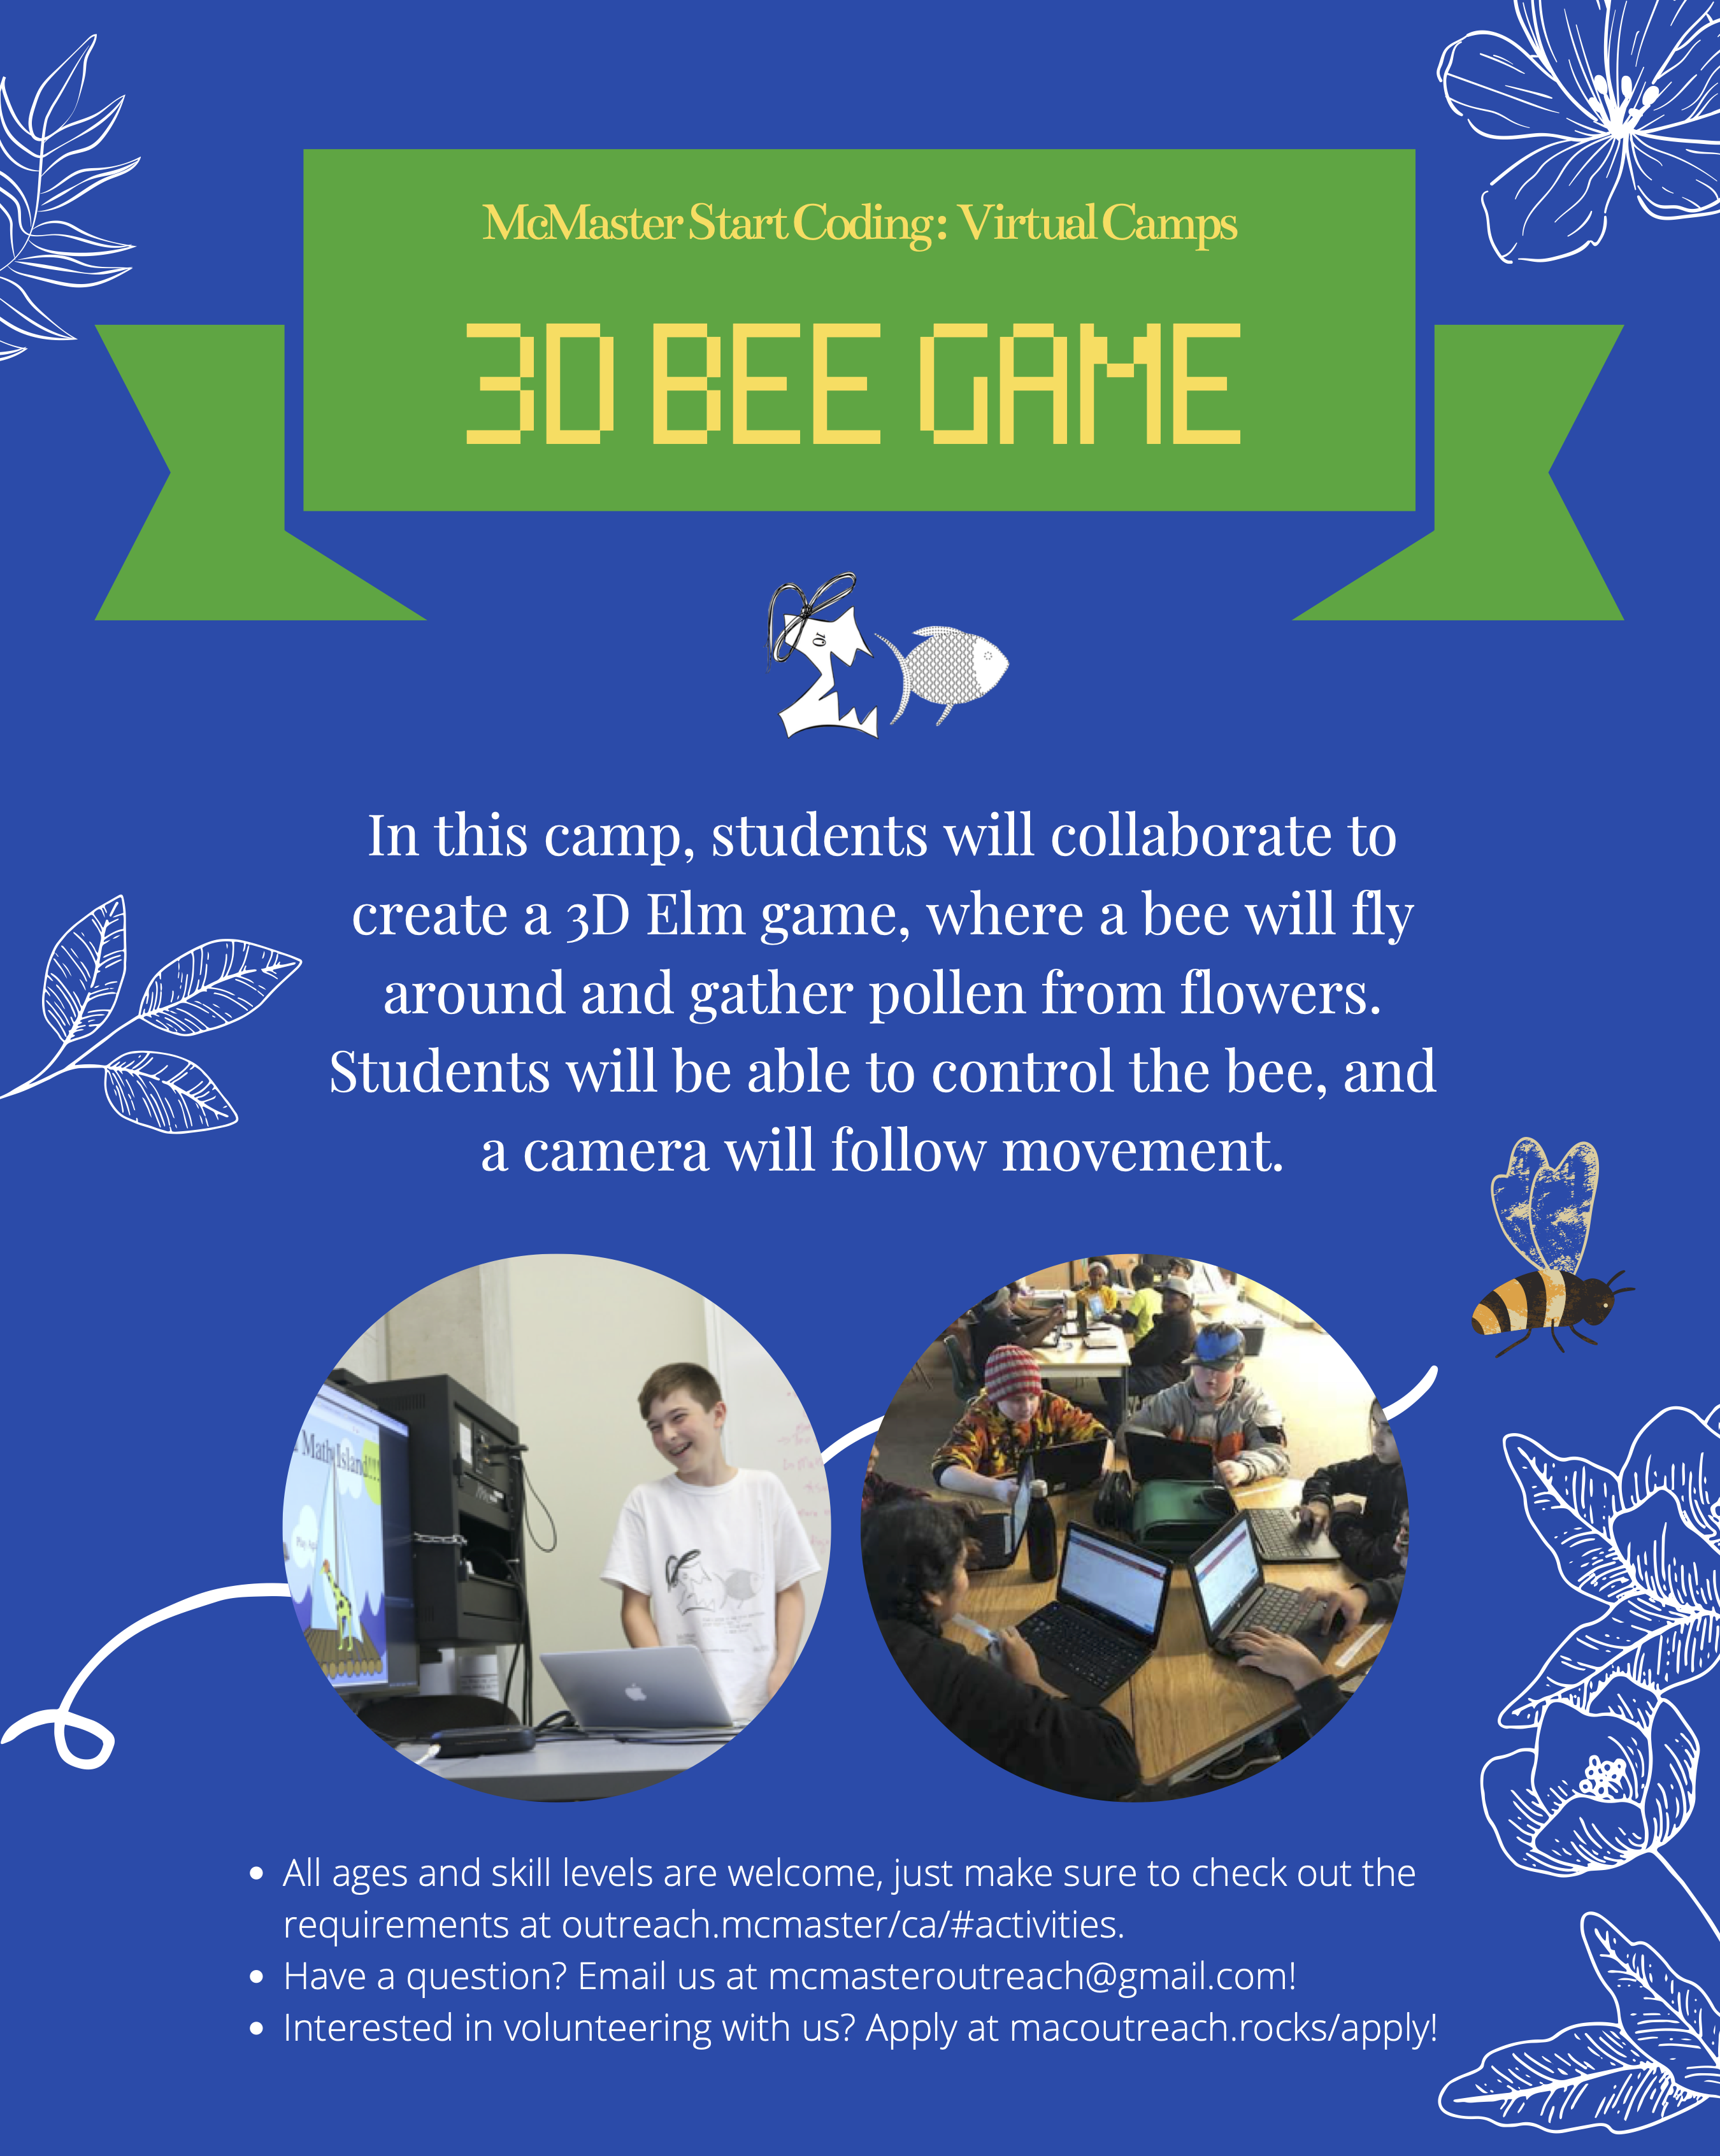 McMaster Start Coding: Virtual Camps
3D BEE GAME
In this camp, students will collaborate to
create a 3D Elm game, where a bee will fly
around and gather pollen from flowers.
Students will be able to control the bee, and
a camera will follow movement.
Math Island!!!!
• All ages and skill levels are welcome, just make sure to check out the
requirements at outreach.mcmaster/ca/#activities.
• Have a question? Email us at mcmasteroutreach@gmail.com!
• Interested in volunteering with us? Apply at macoutreach.rocks/apply!